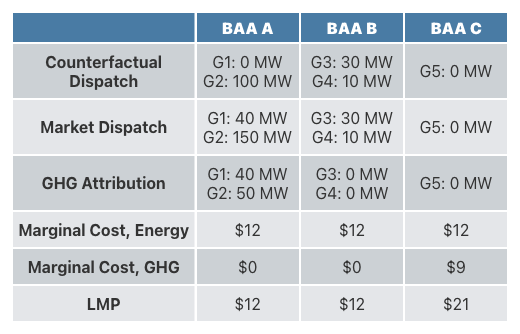 BAA A BAA B BAA C
Counterfactual
Dispatch
G1: 0 MW
G2: 100 MW
G3: 30 MW
G4: 10 MW
G5: 0 MW
Market Dispatch
G1: 40 MW
G2: 150 MW
G3: 30 MW
G4: 10 MW
G5: 0 MW
GHG Attribution
G1: 40 MW
G2: 50 MW
G3: 0 MW
G4: 0 MW
G5: 0 MW
Marginal Cost, Energy $12 $12 $12
Marginal Cost, GHG $0 $0 $9
LMP $12 $12 $21